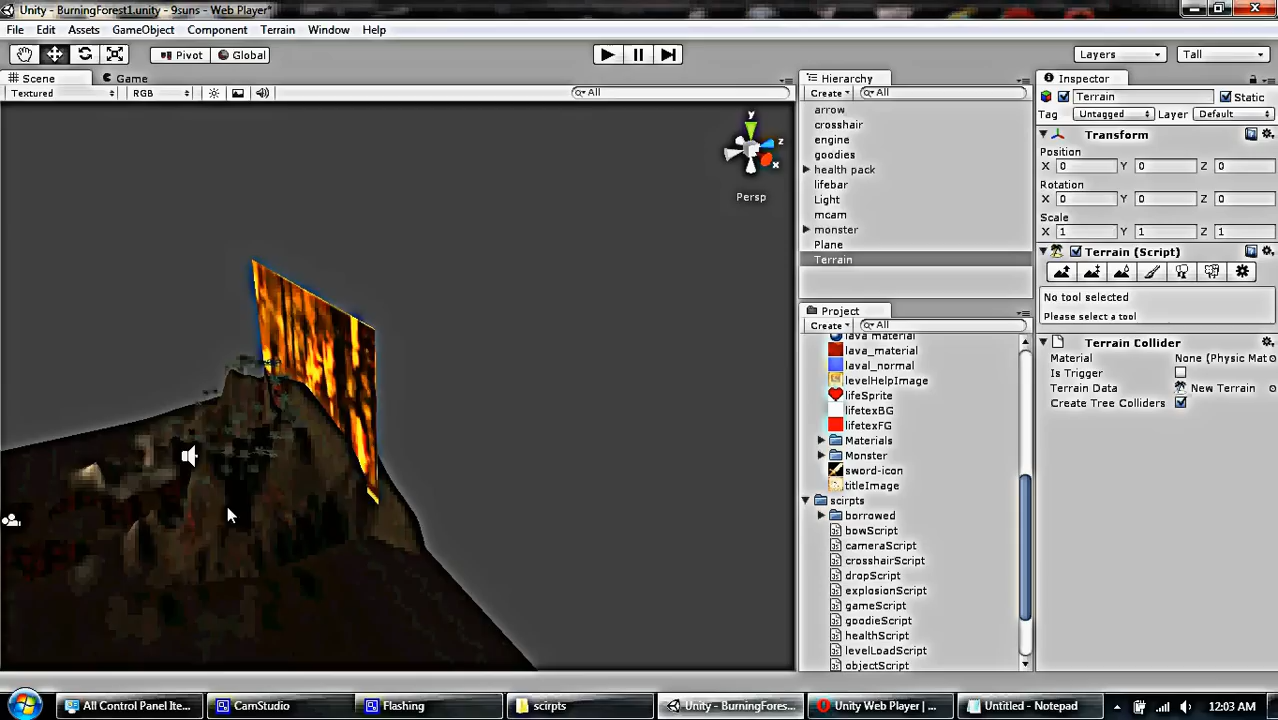 Unity - BurningForest1.unity - 9suns - Web Player*
File Edit Assets GameObject Component Terrain Window Help
Pivot Global Layers Tall
Scene Game
Textured RGB All
y
z
x
Persp
Hierarchy
Create All
arrow
crosshair
engine
goodies
health pack
lifebar
Light
mcam
monster
Plane
Terrain
Project
Create All
lava material
lava_material
laval_normal
levelHelpImage
lifeSprite
lifetexBG
lifetexFG
Materials
Monster
sword-icon
titleImage
scirpts
borrowed
bowScript
cameraScript
crosshairScript
dropScript
explosionScript
gameScript
goodieScript
healthScript
levelLoadScript
objectScript
Inspector
Terrain Static
Tag Untagged Layer Default
Transform
Position
X 0 Y 0 Z 0
Rotation
X 0 Y 0 Z 0
Scale
X 1 Y 1 Z 1
Terrain (Script)
No tool selected
Please select a tool
Terrain Collider
Material None (Physic Mat
Is Trigger
Terrain Data New Terrain
Create Tree Colliders
All Control Panel Ite... CamStudio Flashing scirpts Unity - BurningFores... Unity Web Player | ... Untitled - Notepad 12:03 AM